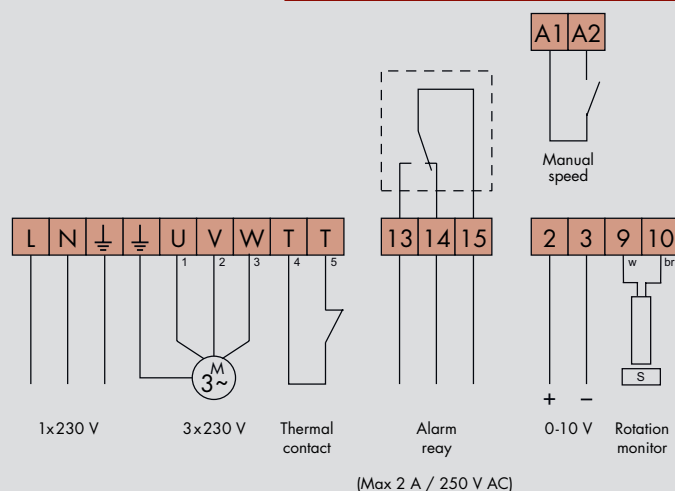 A1 A2
Manual
speed
L N U V W T T
1 2 3 4 5
13 14 15
2 3 9 10
w br
M
3~
S
+ −
1x230 V
3x230 V
Thermal
contact
Alarm
reay
0-10 V
Rotation
monitor
(Max 2 A / 250 V AC)